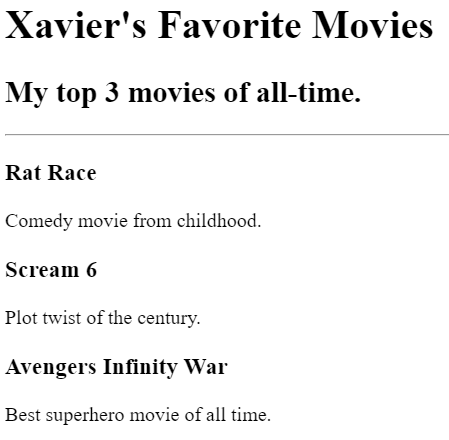 Xavier's Favorite Movies
My top 3 movies of all-time.
Rat Race
Comedy movie from childhood.
Scream 6
Plot twist of the century.
Avengers Infinity War
Best superhero movie of all time.